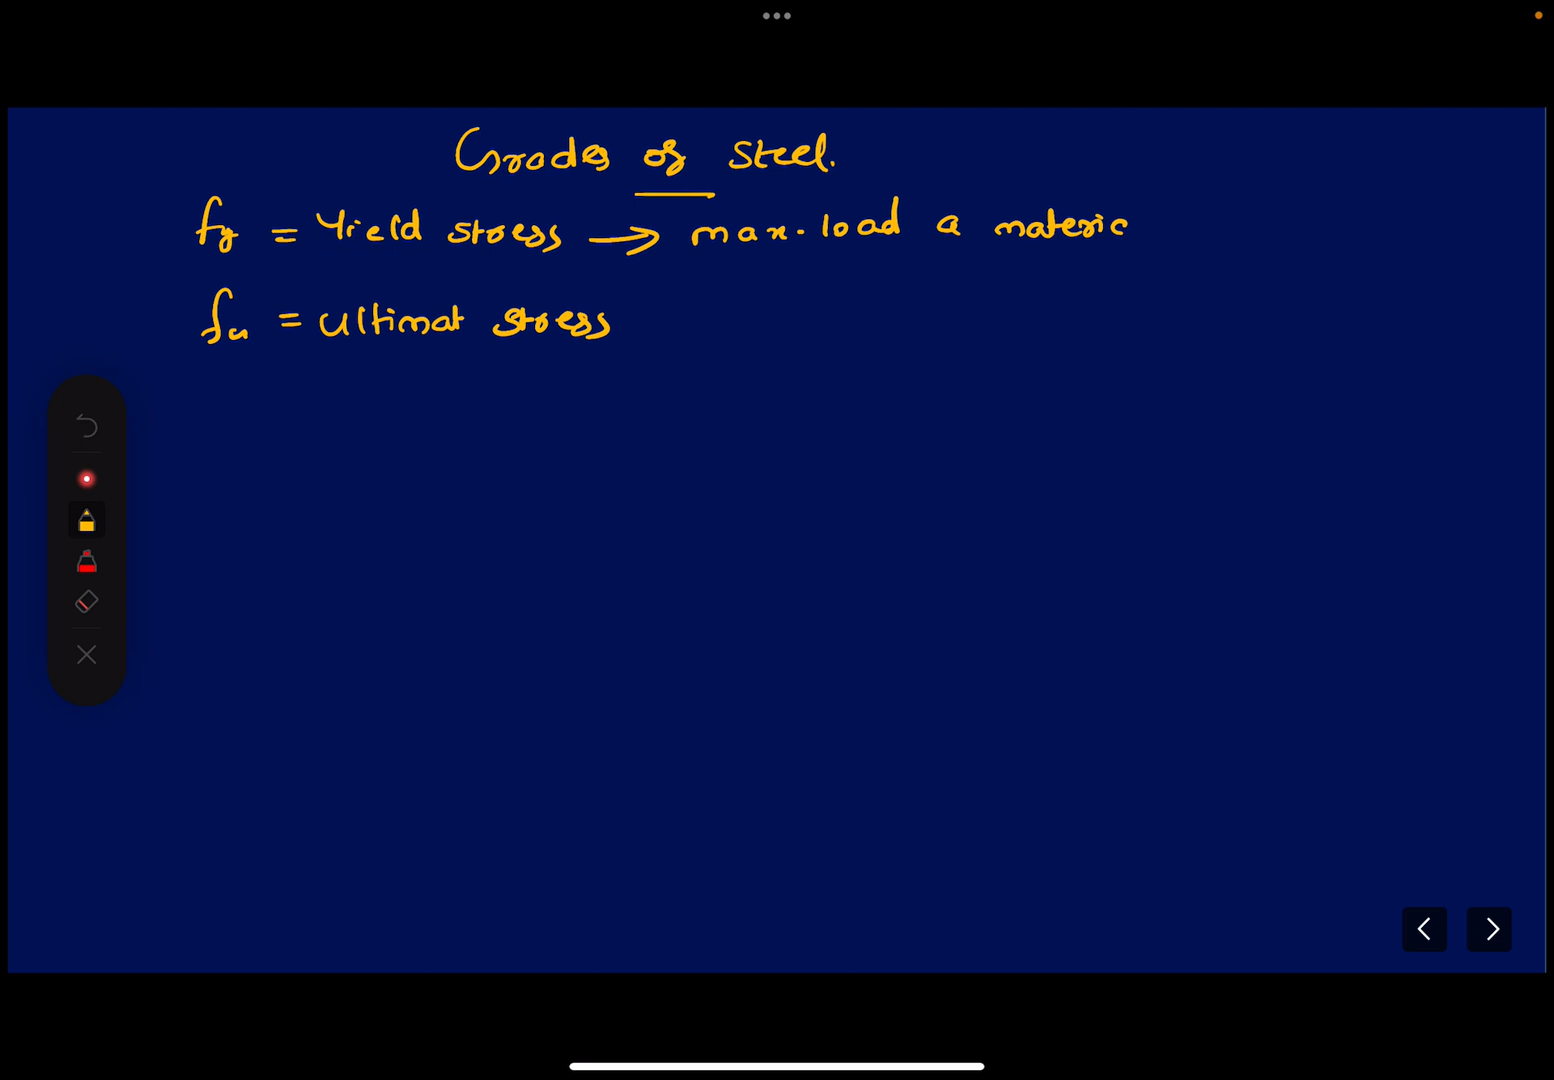 Grades of steel.
fy = Yield stress → max. load a materic
fu = ultimat stress